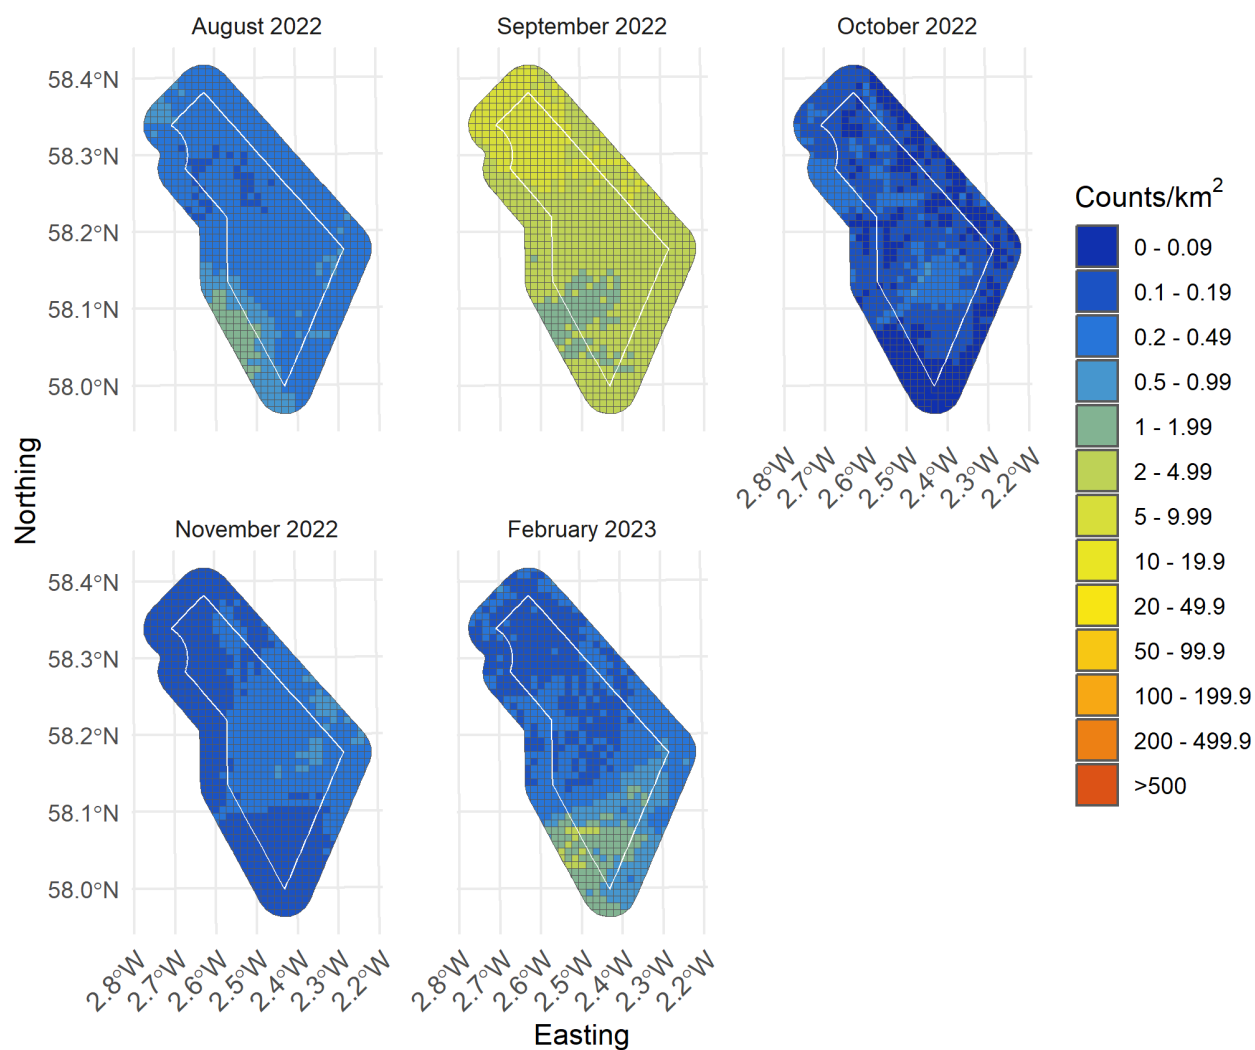 August 2022
September 2022
October 2022
58.4°N
58.3°N
58.2°N
58.1°N
58.0°N
2.8°W
2.7°W
2.6°W
2.5°W
2.4°W
2.3°W
2.2°W
Northing
November 2022
February 2023
58.4°N
58.3°N
58.2°N
58.1°N
58.0°N
2.8°W
2.7°W
2.6°W
2.5°W
2.4°W
2.3°W
2.2°W
2.8°W
2.7°W
2.6°W
2.5°W
2.4°W
2.3°W
2.2°W
Easting
Counts/km²
0 - 0.09
0.1 - 0.19
0.2 - 0.49
0.5 - 0.99
1 - 1.99
2 - 4.99
5 - 9.99
10 - 19.9
20 - 49.9
50 - 99.9
100 - 199.9
200 - 499.9
>500